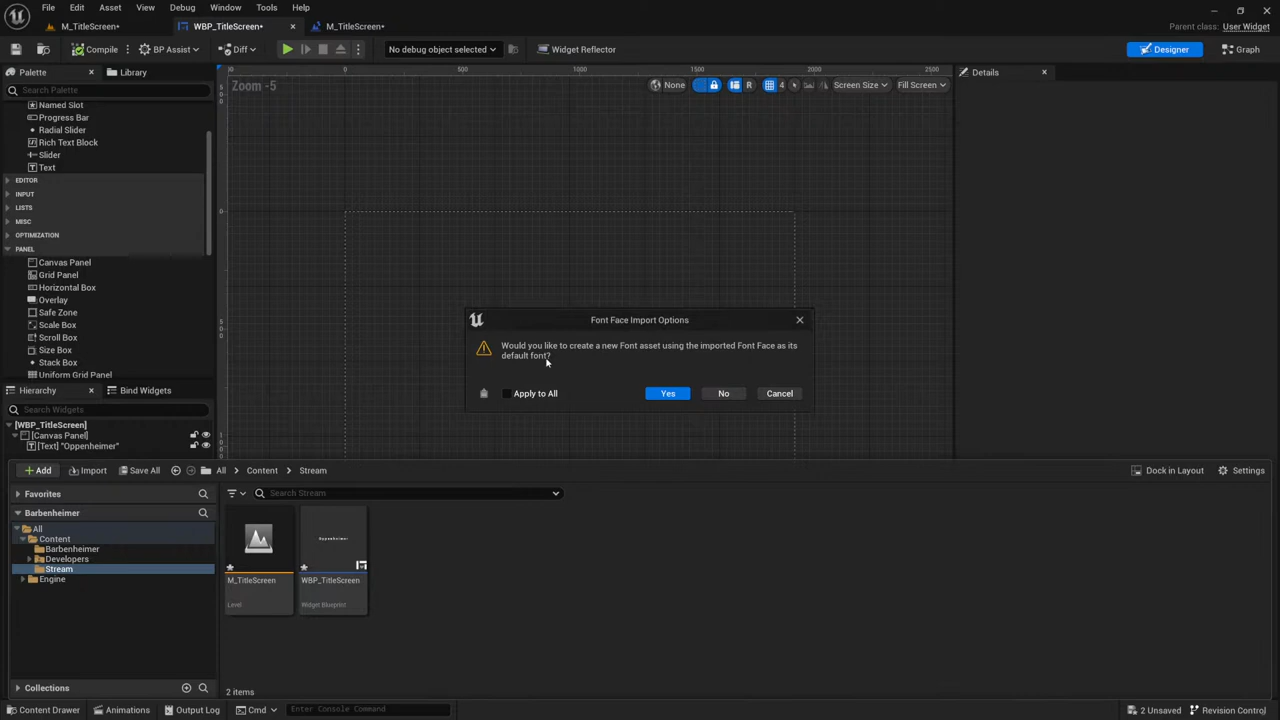 File Edit Asset View Debug Window Tools Help
M_TitleScreen* WBP_TitleScreen* M_TitleScreen* Parent class: User Widget
Compile BP Assist Diff No debug object selected Widget Reflector Designer Graph
Palette Library 0 500 1000 1500 2000 2500 Details
Search Palette Zoom -5 None R 4 Screen Size Fill Screen
Named Slot
Progress Bar
Radial Slider
Rich Text Block
Slider
Text
EDITOR
INPUT
LISTS
MISC
OPTIMIZATION
PANEL
Canvas Panel
Grid Panel
Horizontal Box
Overlay
Safe Zone
Scale Box
Scroll Box
Size Box
Stack Box
Uniform Grid Panel
Font Face Import Options
Would you like to create a new Font asset using the imported Font Face as its
default font?
Apply to All Yes No Cancel
Hierarchy Bind Widgets
Search Widgets
[WBP_TitleScreen]
[Canvas Panel]
[Text] "Oppenheimer"
Add Import Save All All Content Stream Dock in Layout Settings
Favorites Search Stream
Barbenheimer
All
Content
Barbenheimer
Developers
Stream
Engine
Oppenheimer
M_TitleScreen WBP_TitleScreen
Level Widget Blueprint
Collections 2 items
Content Drawer Animations Output Log Cmd Enter Console Command 2 Unsaved Revision Control